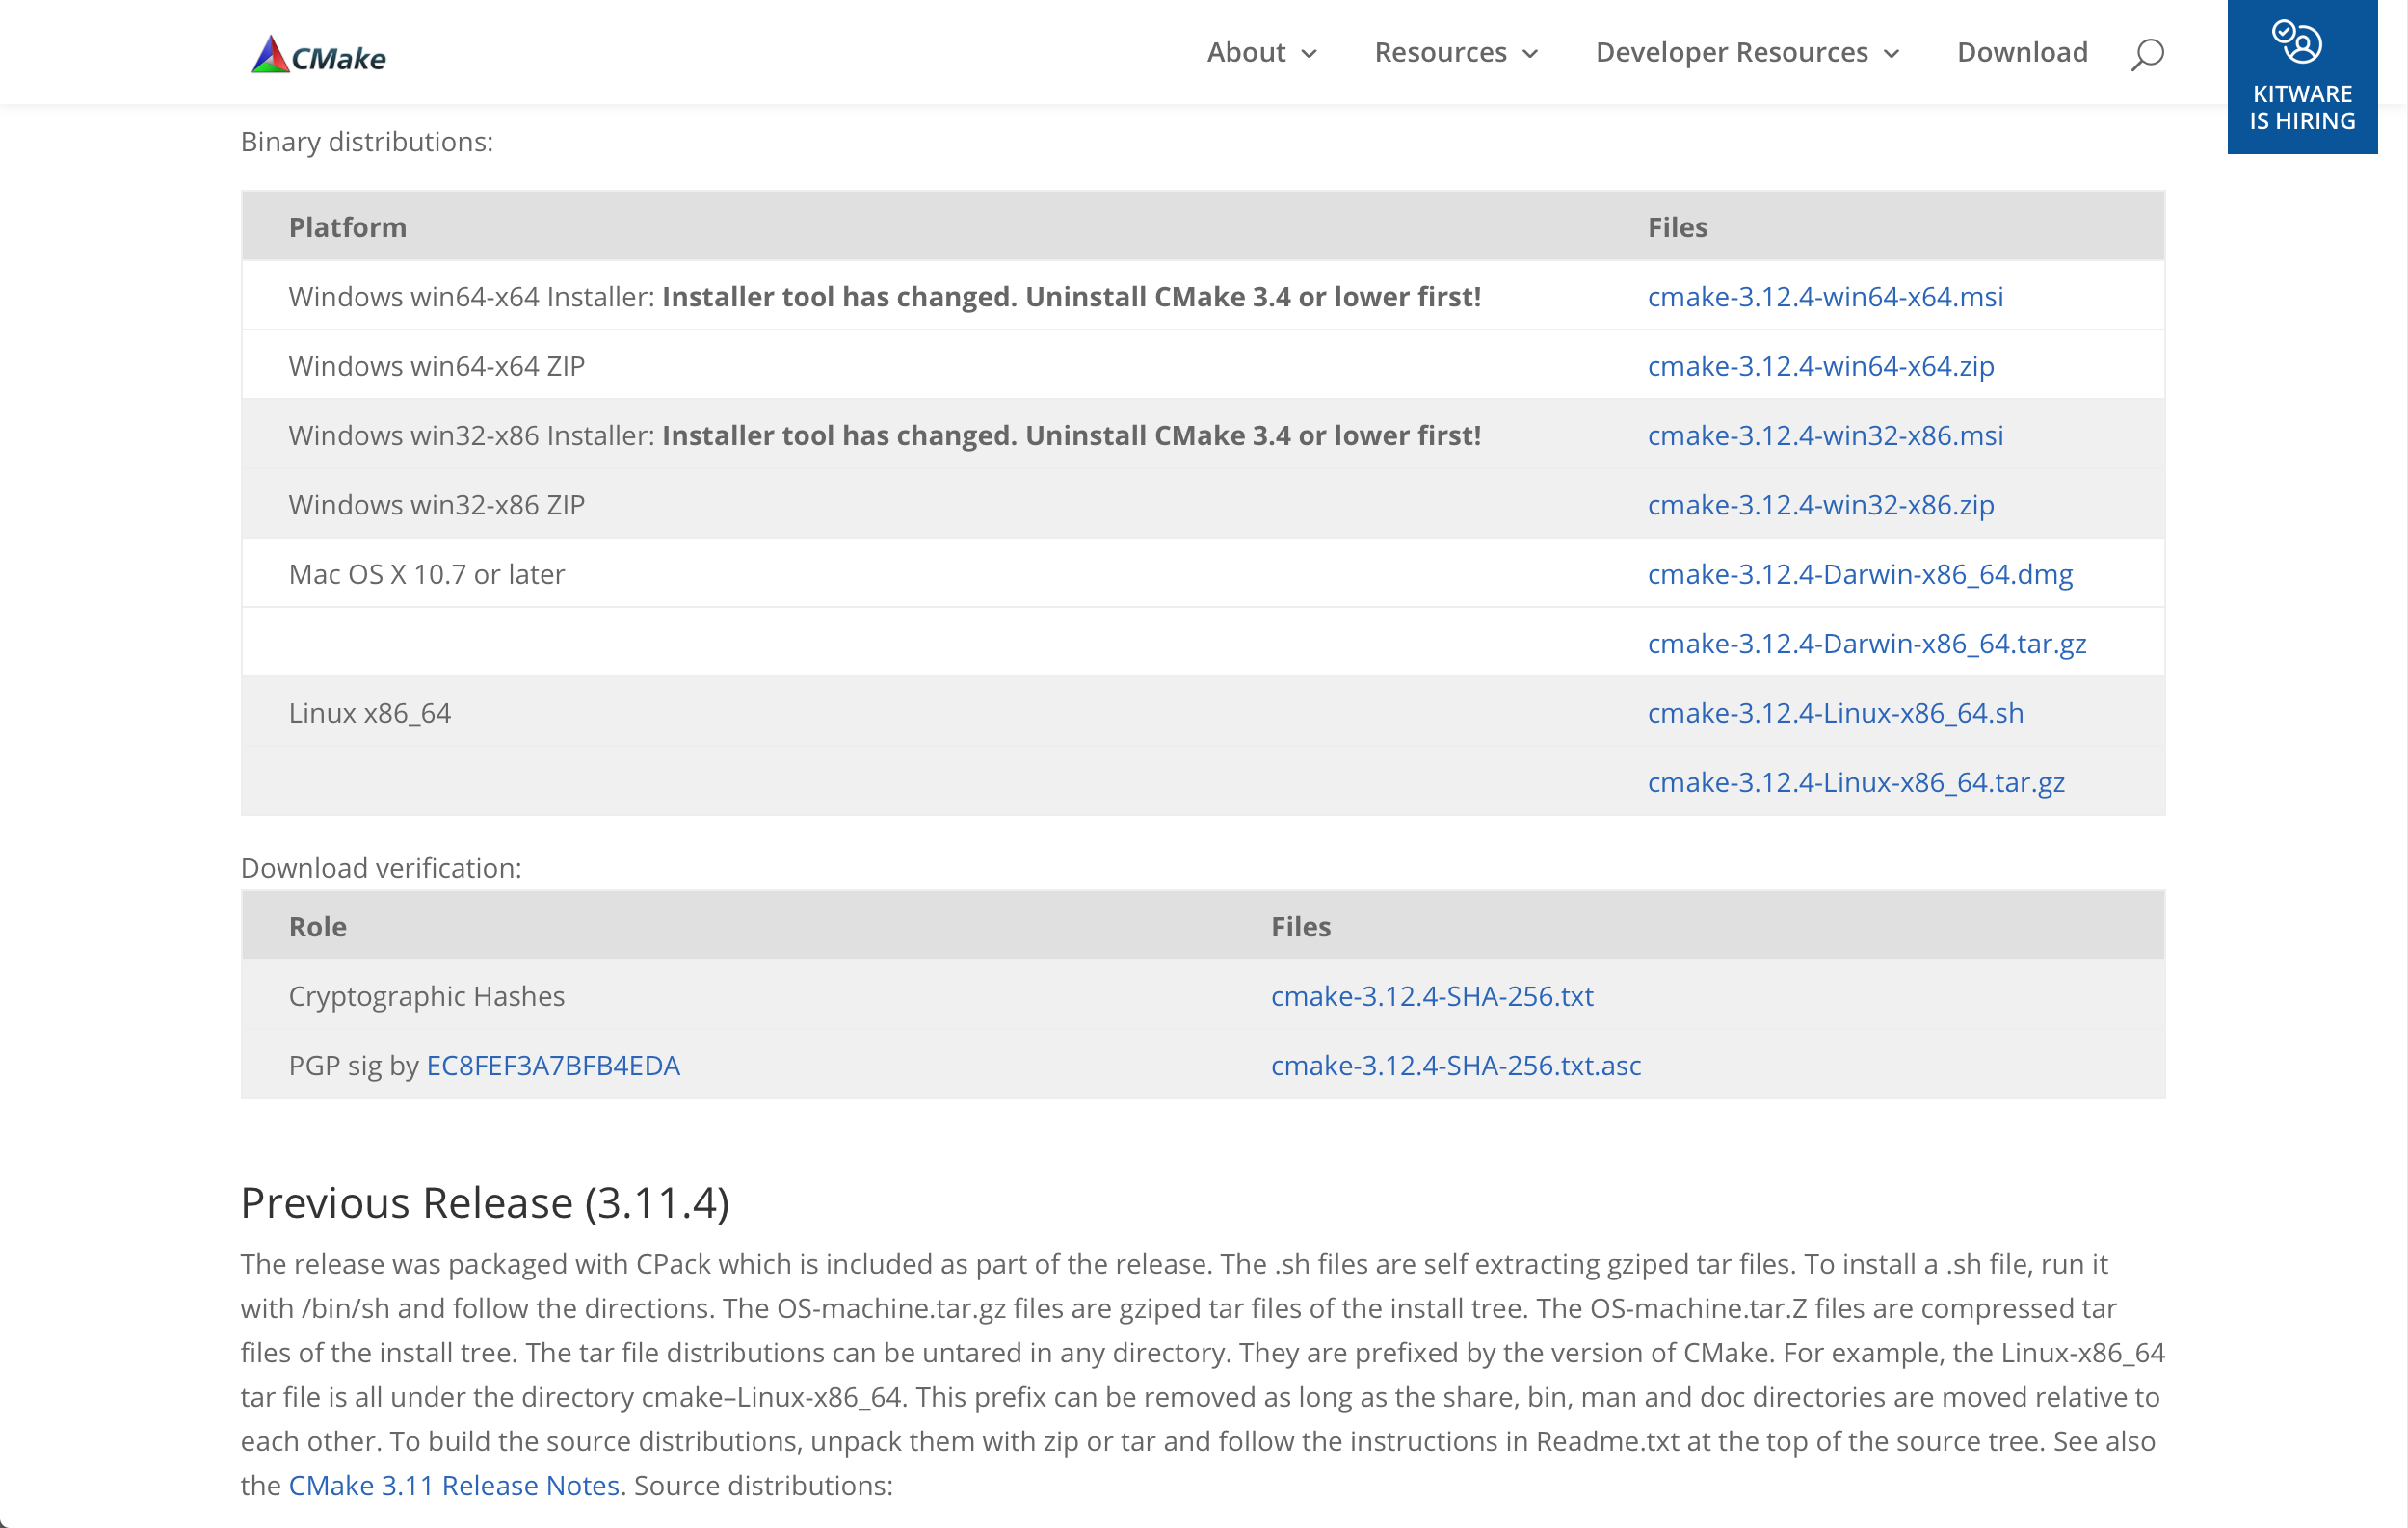 CMake
About
Resources
Developer Resources
Download
KITWARE
IS HIRING
Binary distributions:
Platform Files
Windows win64-x64 Installer: Installer tool has changed. Uninstall CMake 3.4 or lower first! cmake-3.12.4-win64-x64.msi
Windows win64-x64 ZIP cmake-3.12.4-win64-x64.zip
Windows win32-x86 Installer: Installer tool has changed. Uninstall CMake 3.4 or lower first! cmake-3.12.4-win32-x86.msi
Windows win32-x86 ZIP cmake-3.12.4-win32-x86.zip
Mac OS X 10.7 or later cmake-3.12.4-Darwin-x86_64.dmg
cmake-3.12.4-Darwin-x86_64.tar.gz
Linux x86_64 cmake-3.12.4-Linux-x86_64.sh
cmake-3.12.4-Linux-x86_64.tar.gz
Download verification:
Role Files
Cryptographic Hashes cmake-3.12.4-SHA-256.txt
PGP sig by EC8FEF3A7BFB4EDA cmake-3.12.4-SHA-256.txt.asc
Previous Release (3.11.4)
The release was packaged with CPack which is included as part of the release. The .sh files are self extracting gziped tar files. To install a .sh file, run it
with /bin/sh and follow the directions. The OS-machine.tar.gz files are gziped tar files of the install tree. The OS-machine.tar.Z files are compressed tar
files of the install tree. The tar file distributions can be untared in any directory. They are prefixed by the version of CMake. For example, the Linux-x86_64
tar file is all under the directory cmake–Linux-x86_64. This prefix can be removed as long as the share, bin, man and doc directories are moved relative to
each other. To build the source distributions, unpack them with zip or tar and follow the instructions in Readme.txt at the top of the source tree. See also
the CMake 3.11 Release Notes. Source distributions: